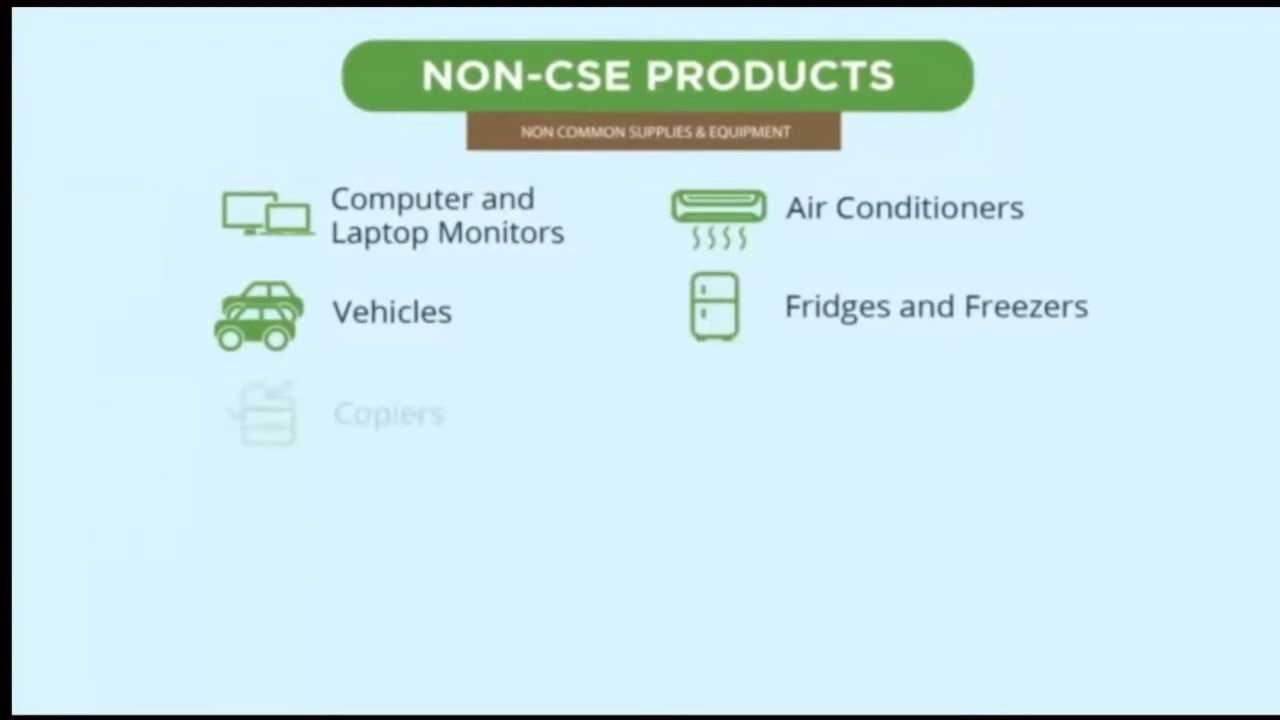 NON-CSE PRODUCTS
NON COMMON SUPPLIES & EQUIPMENT
Computer and
Laptop Monitors
Air Conditioners
Vehicles
Fridges and Freezers
Copiers